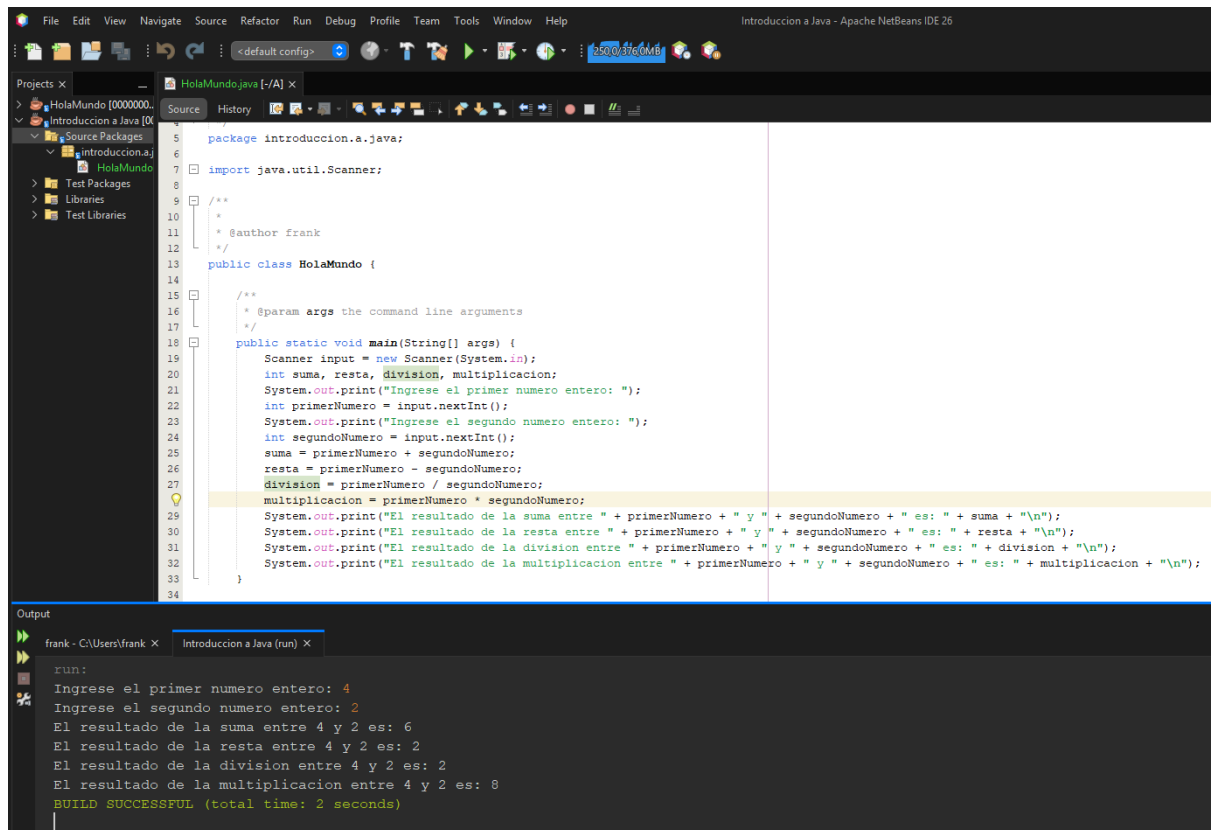 File Edit View Navigate Source Refactor Run Debug Profile Team Tools Window Help Introduccion a Java - Apache NetBeans IDE 26
<default config> 250,0/376,0MB
Projects HolaMundo.java [-/A]
HolaMundo [0000000..
Introduccion a Java [00
Source Packages
introduccion.a.j
HolaMundo
Test Packages
Libraries
Test Libraries
Source History
5 package introduccion.a.java;
6
7 import java.util.Scanner;
8
9 /**
10 *
11 * @author frank
12 */
13 public class HolaMundo {
14
15 /**
16 * @param args the command line arguments
17 */
18 public static void main(String[] args) {
19 Scanner input = new Scanner(System.in);
20 int suma, resta, division, multiplicacion;
21 System.out.print("Ingrese el primer numero entero: ");
22 int primerNumero = input.nextInt();
23 System.out.print("Ingrese el segundo numero entero: ");
24 int segundoNumero = input.nextInt();
25 suma = primerNumero + segundoNumero;
26 resta = primerNumero - segundoNumero;
27 division = primerNumero / segundoNumero;
multiplicacion = primerNumero * segundoNumero;
29 System.out.print("El resultado de la suma entre " + primerNumero + " y " + segundoNumero + " es: " + suma + "\n");
30 System.out.print("El resultado de la resta entre " + primerNumero + " y " + segundoNumero + " es: " + resta + "\n");
31 System.out.print("El resultado de la division entre " + primerNumero + " y " + segundoNumero + " es: " + division + "\n");
32 System.out.print("El resultado de la multiplicacion entre " + primerNumero + " y " + segundoNumero + " es: " + multiplicacion + "\n");
33 }
34
Output
frank - C:\Users\frank Introduccion a Java (run)
run:
Ingrese el primer numero entero: 4
Ingrese el segundo numero entero: 2
El resultado de la suma entre 4 y 2 es: 6
El resultado de la resta entre 4 y 2 es: 2
El resultado de la division entre 4 y 2 es: 2
El resultado de la multiplicacion entre 4 y 2 es: 8
BUILD SUCCESSFUL (total time: 2 seconds)